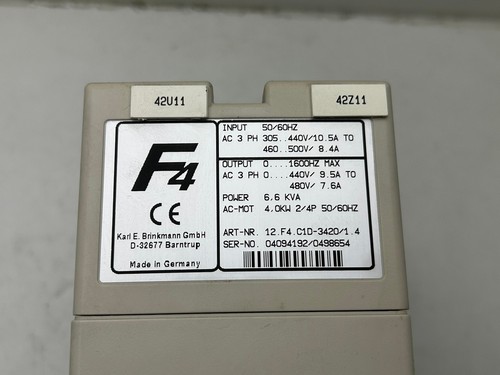 42U11
42Z11
F4
CE
Karl E. Brinkmann GmbH
D-32677 Barntrup
Made in Germany
INPUT 50/60HZ
AC 3 PH 305..440V/10.5A TO
460..500V/ 8.4A
OUTPUT 0....1600HZ MAX
AC 3 PH 0....440V/ 9.5A TO
480V/ 7.6A
POWER 6.6 KVA
AC-MOT 4.0KW 2/4P 50/60HZ
ART-NR. 12.F4.C1D-3420/1.4
SER-NO. 04094192/0498654